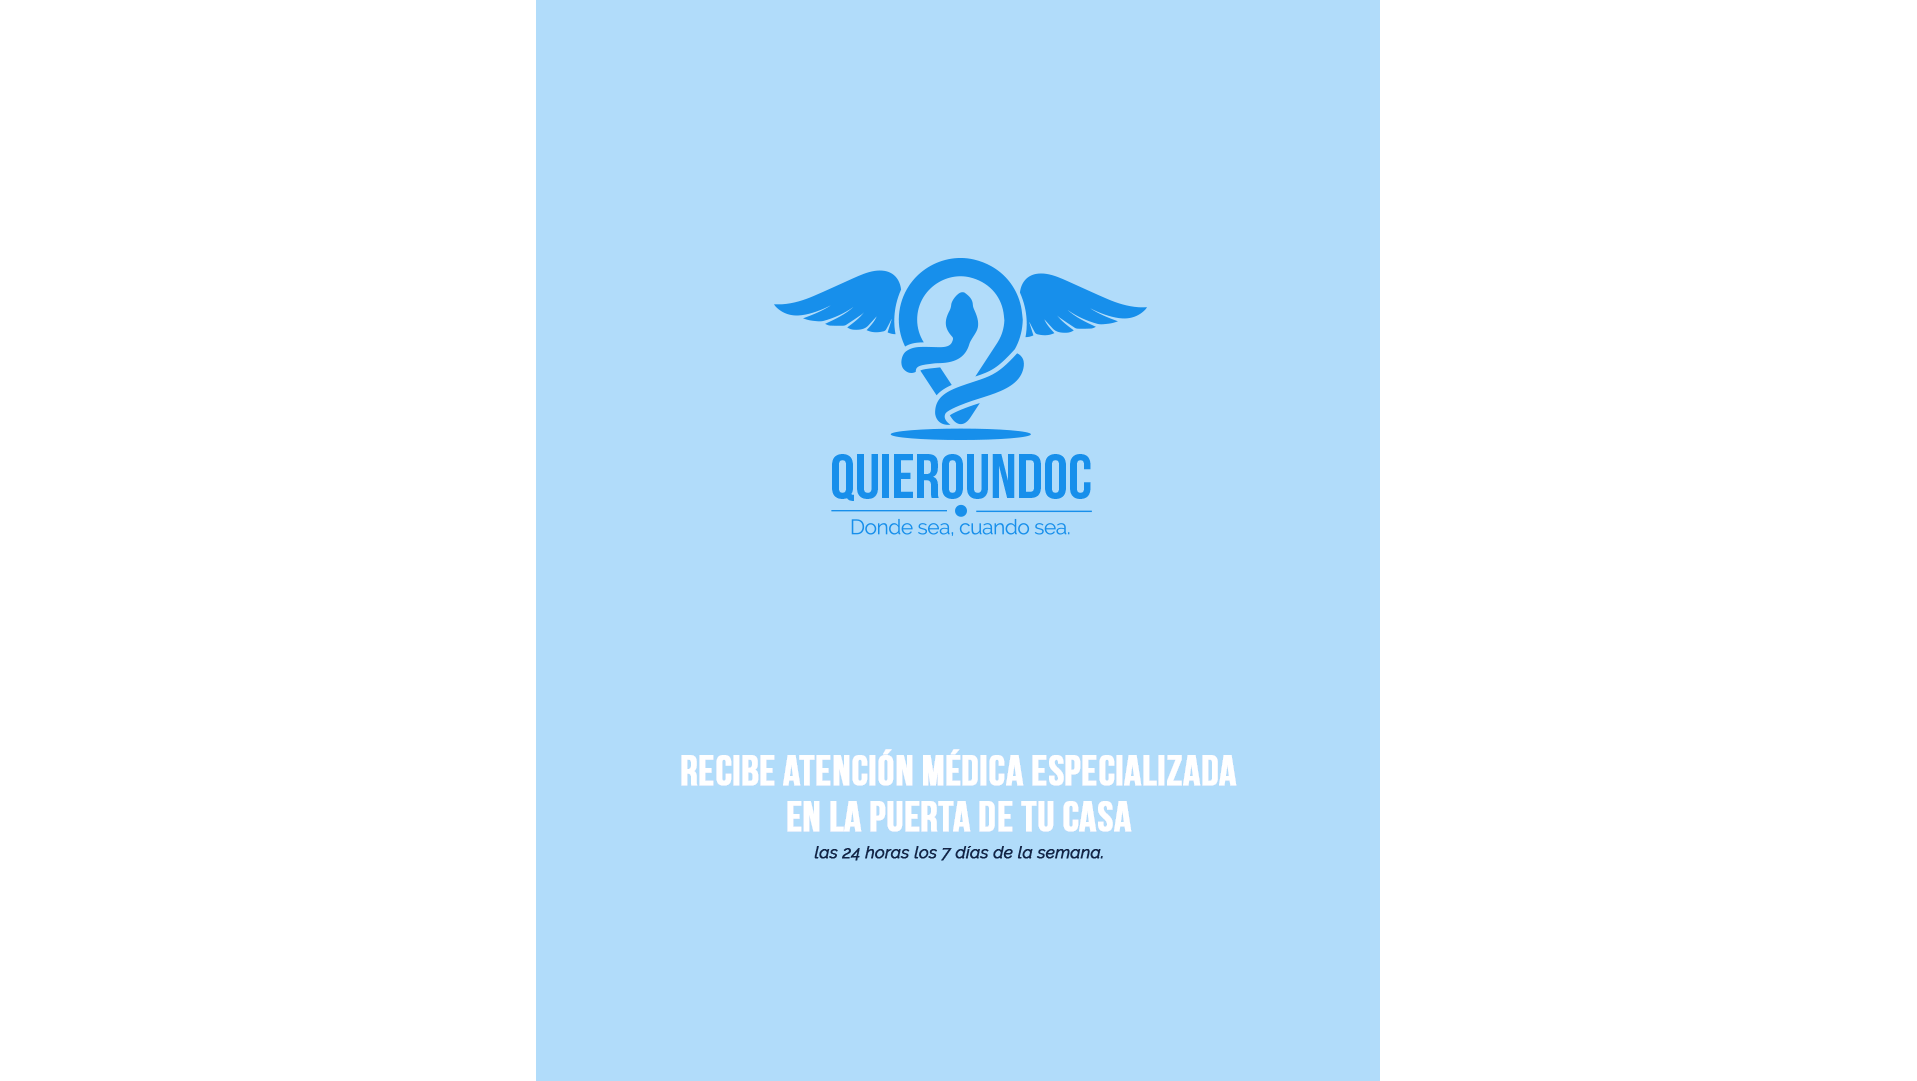 QUIEROUNDOC
Donde sea, cuando sea.
RECIBE ATENCIÓN MÉDICA ESPECIALIZADA
EN LA PUERTA DE TU CASA
las 24 horas los 7 días de la semana.